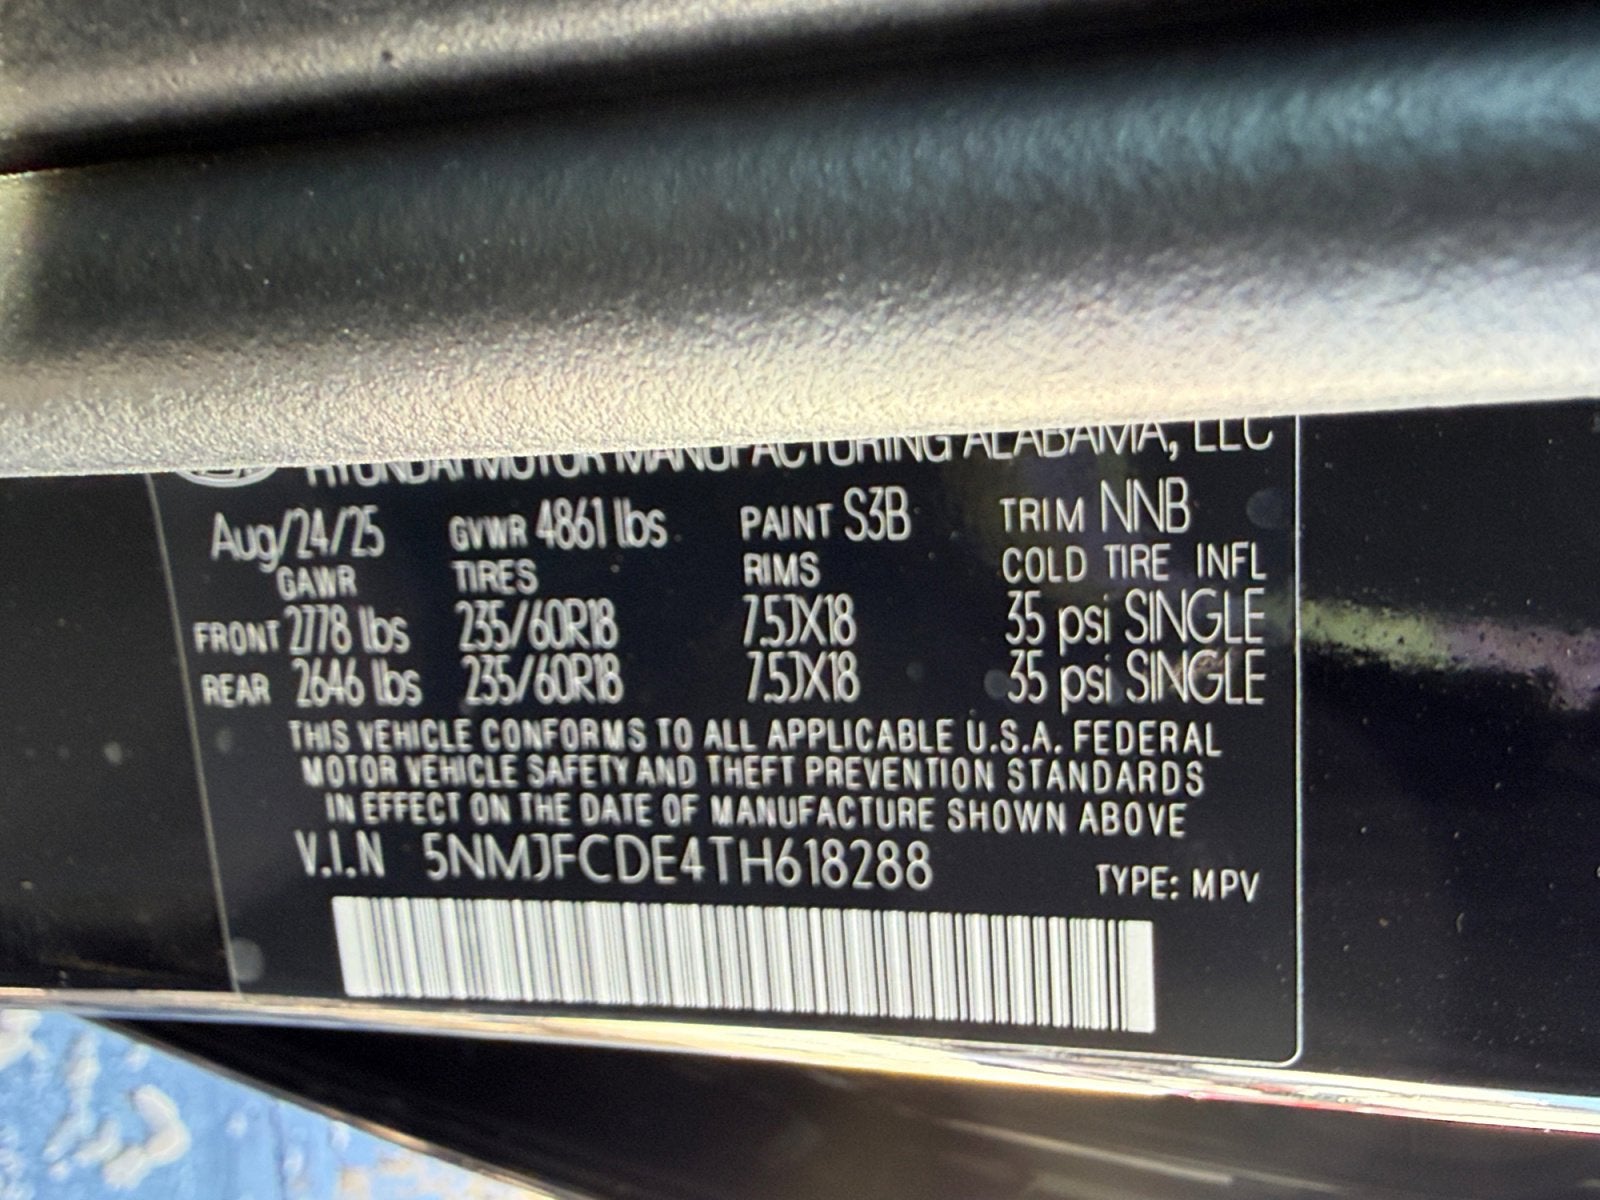 HYUNDAI MOTOR MANUFACTURING ALABAMA, LLC
Aug/24/25 GVWR 4861 lbs PAINT S3B TRIM NNB
GAWR TIRES RIMS COLD TIRE INFL
FRONT 2778 lbs 235/60R18 7.5JX18 35 psi SINGLE
REAR 2646 lbs 235/60R18 7.5JX18 35 psi SINGLE
THIS VEHICLE CONFORMS TO ALL APPLICABLE U.S.A. FEDERAL
MOTOR VEHICLE SAFETY AND THEFT PREVENTION STANDARDS
IN EFFECT ON THE DATE OF MANUFACTURE SHOWN ABOVE
V.I.N 5NMJFCDE4TH618288 TYPE: MPV